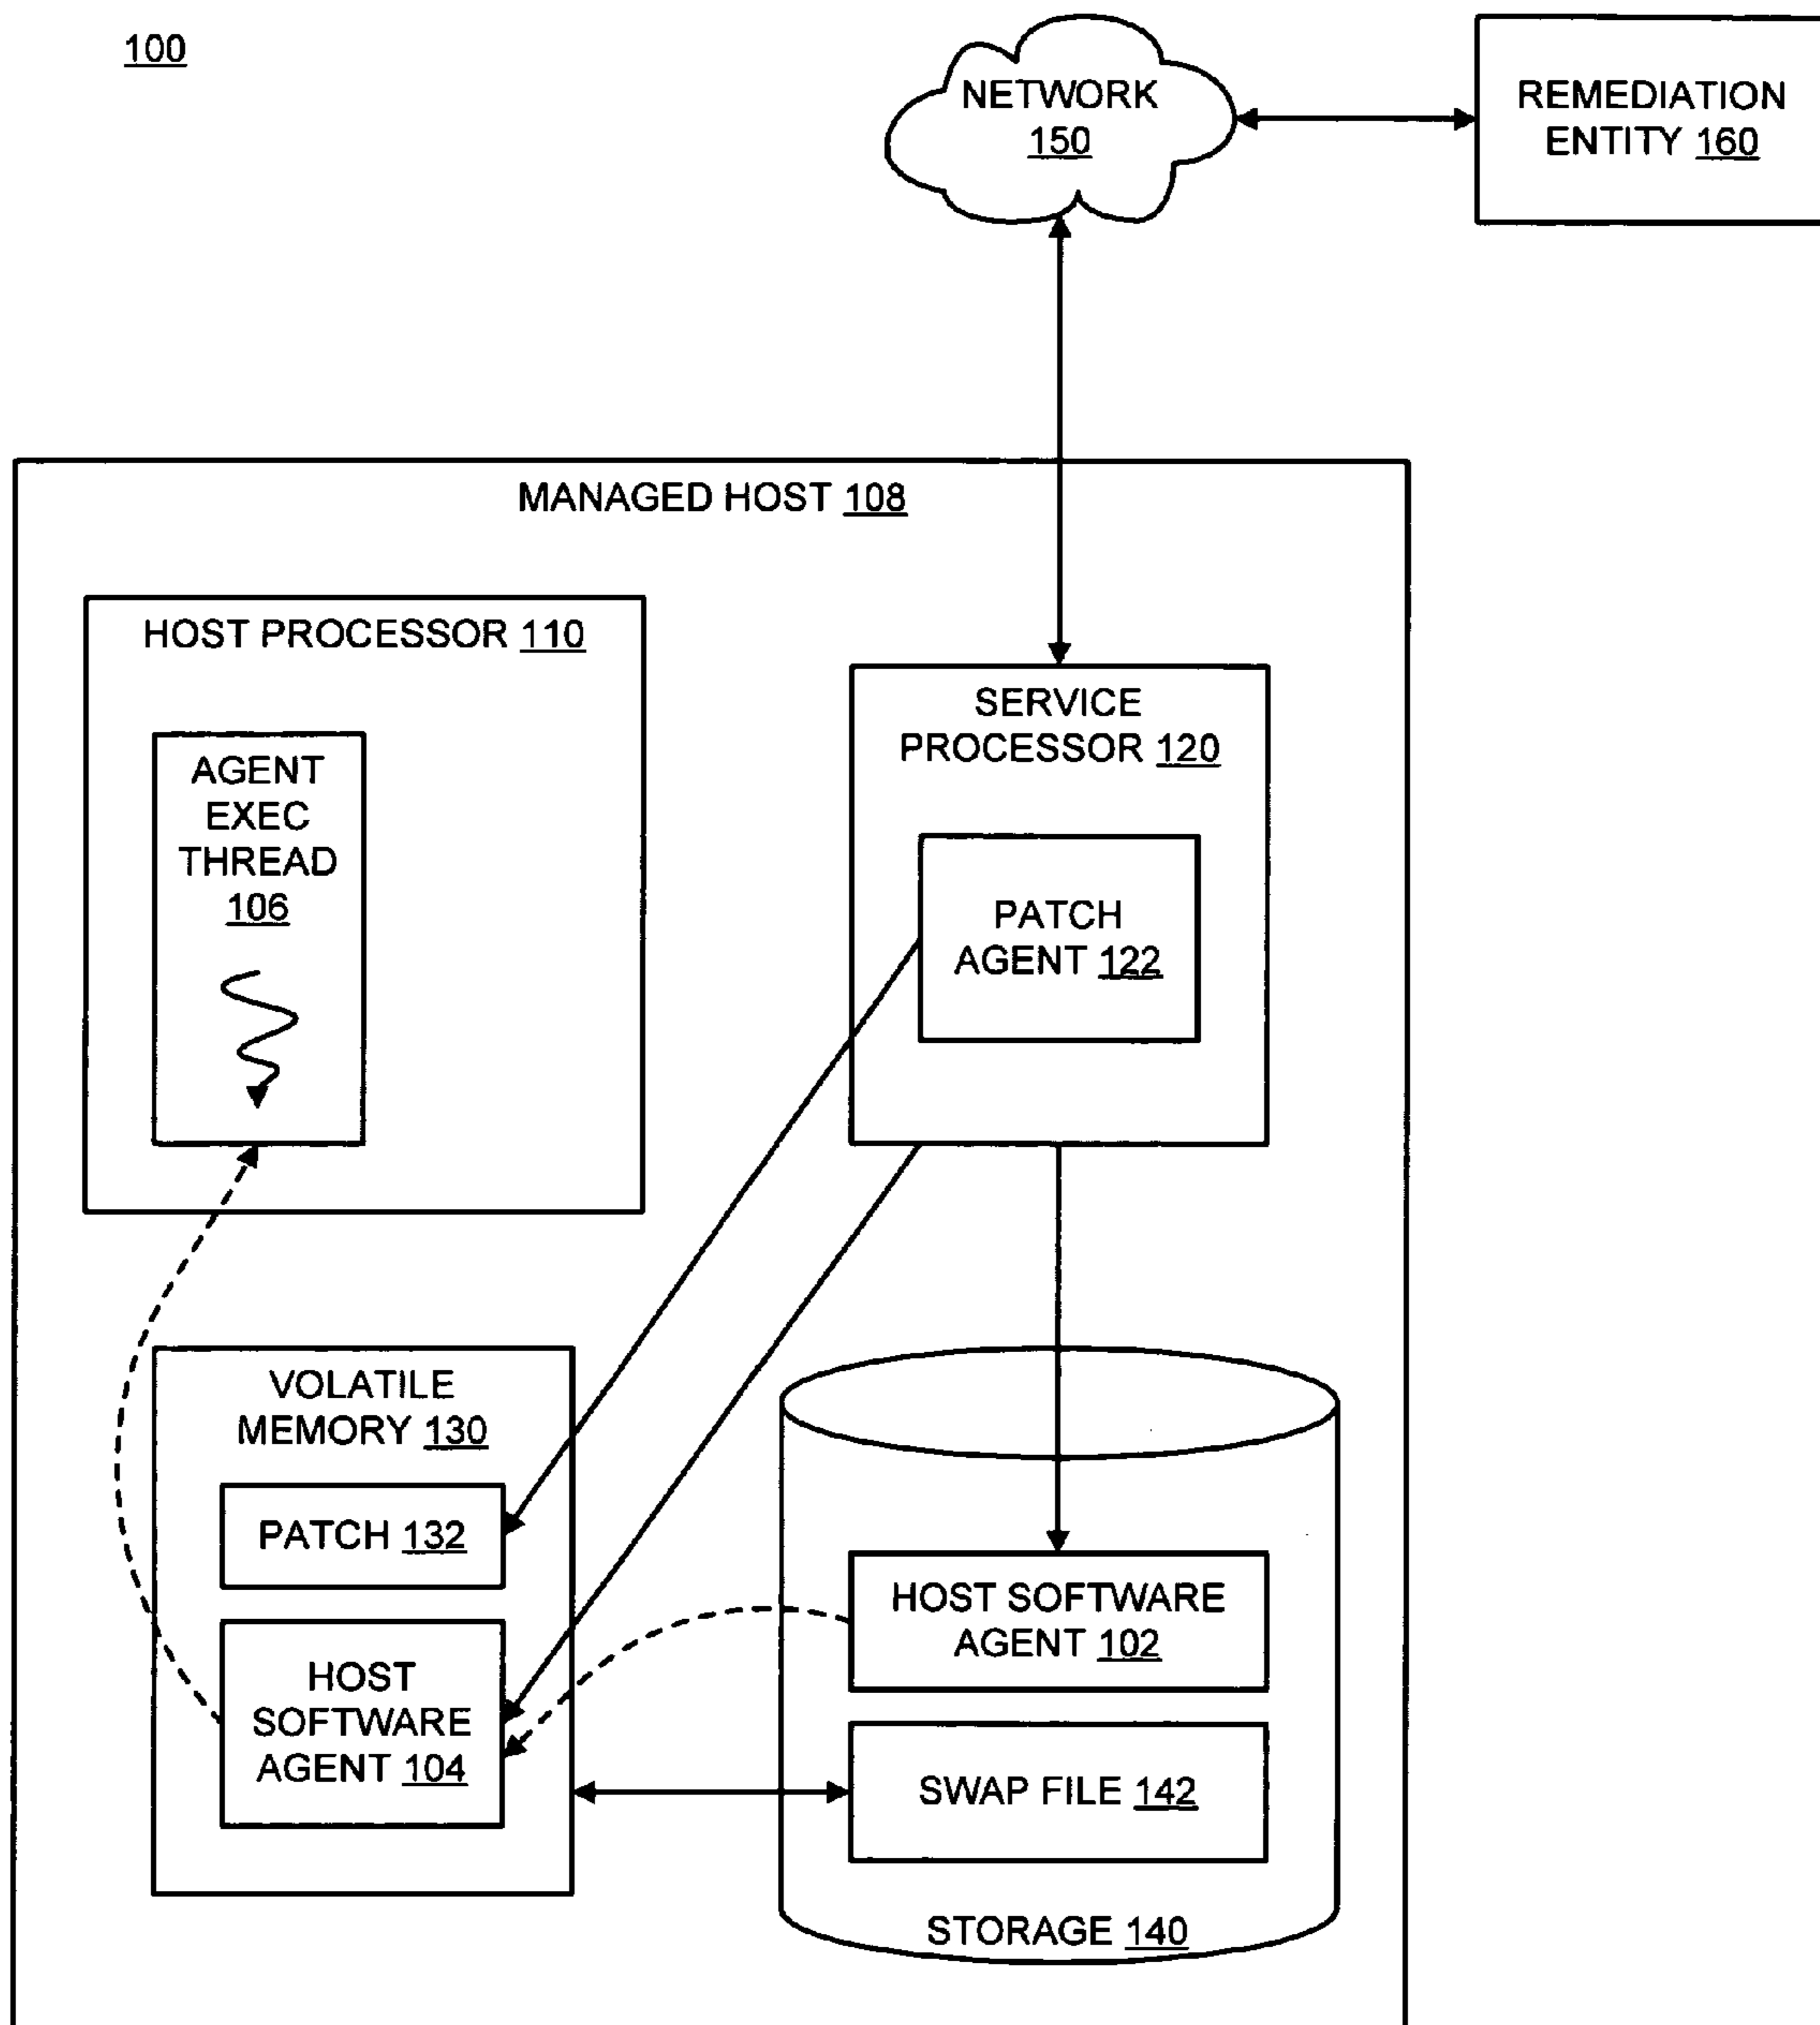 100
NETWORK
150
REMEDIATION
ENTITY 160
MANAGED HOST 108
HOST PROCESSOR 110
AGENT
EXEC
THREAD
106
SERVICE
PROCESSOR 120
PATCH
AGENT 122
VOLATILE
MEMORY 130
PATCH 132
HOST
SOFTWARE
AGENT 104
HOST SOFTWARE
AGENT 102
SWAP FILE 142
STORAGE 140